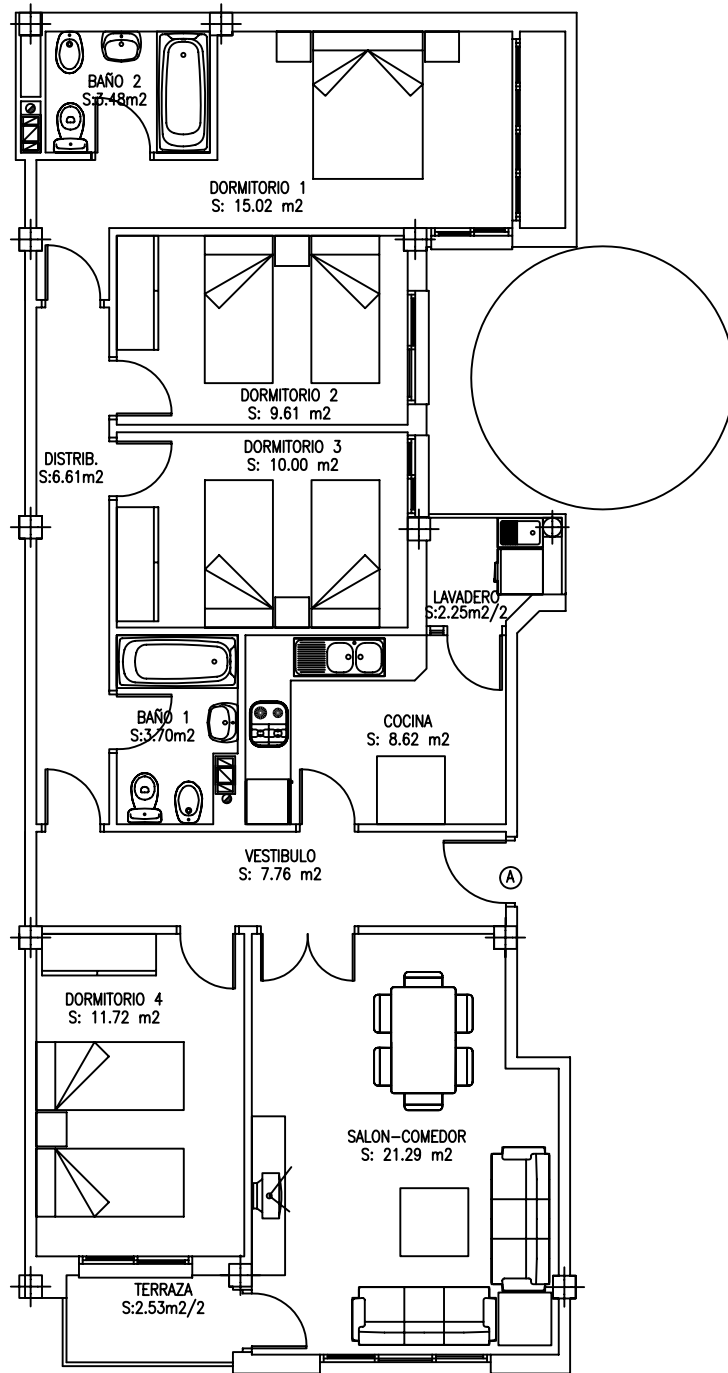 BAÑO 2
S:3.48m2
DORMITORIO 1
S: 15.02 m2
DORMITORIO 2
S: 9.61 m2
DORMITORIO 3
S: 10.00 m2
DISTRIB.
S:6.61m2
LAVADERO
S:2.25m2/2
BAÑO 1
S:3.70m2
COCINA
S: 8.62 m2
VESTIBULO
S: 7.76 m2
A
DORMITORIO 4
S: 11.72 m2
SALON-COMEDOR
S: 21.29 m2
TERRAZA
S:2.53m2/2